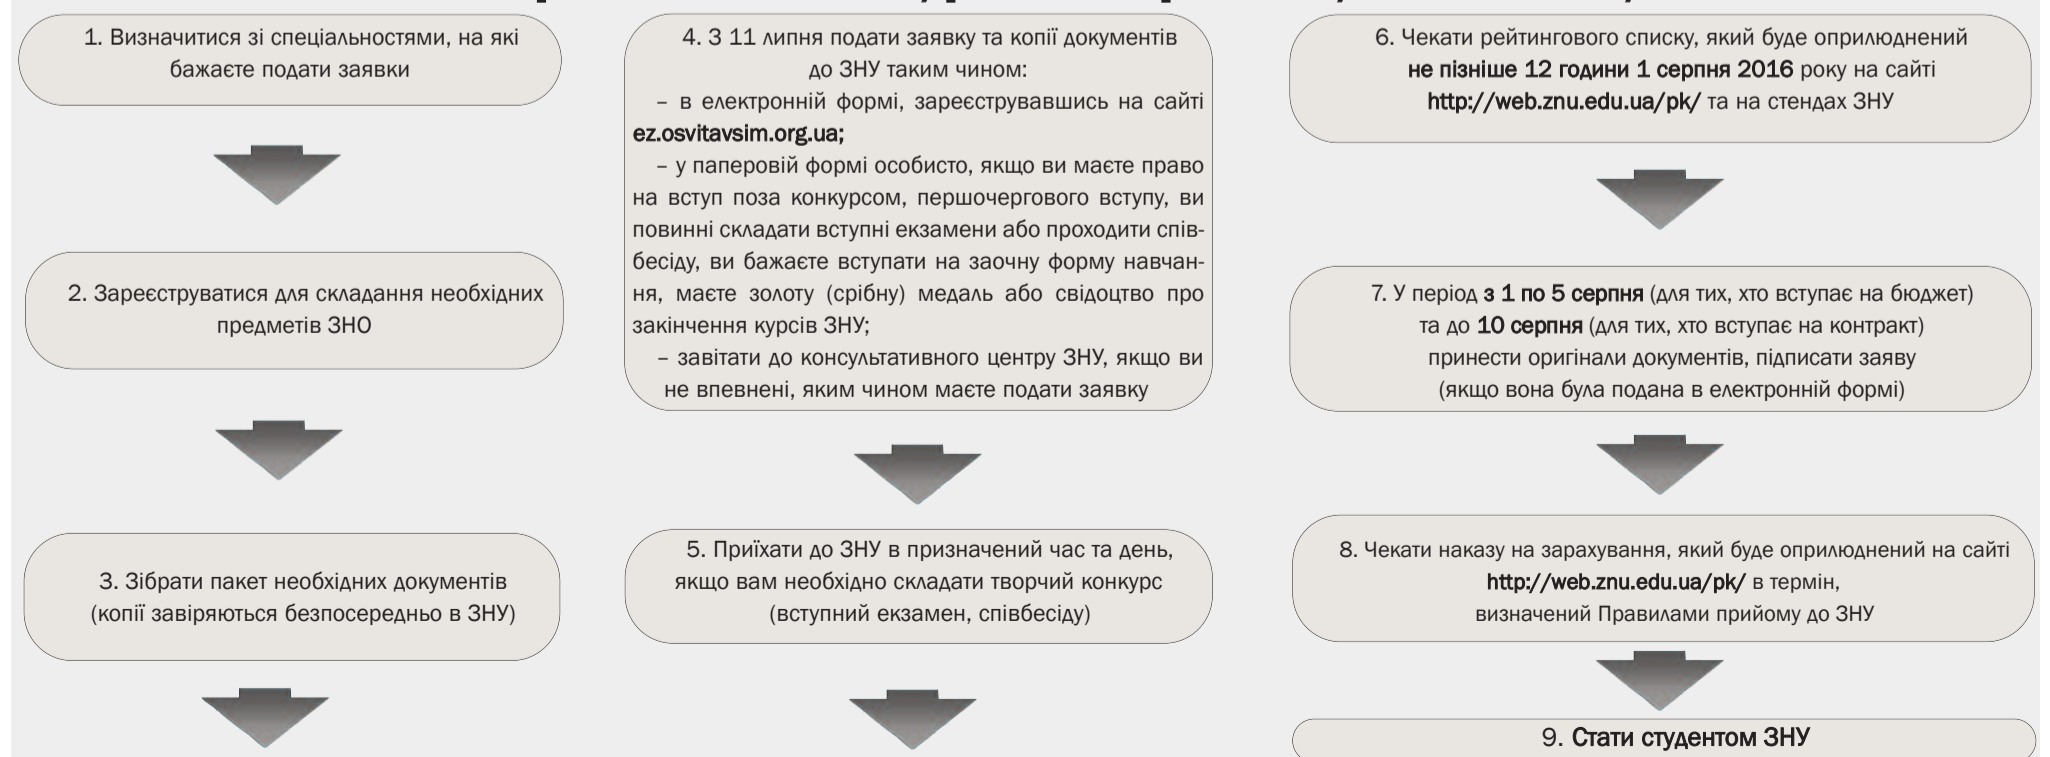 1. Визначитися зі спеціальностями, на які
бажаєте подати заявки
2. Зареєструватися для складання необхідних
предметів ЗНО
3. Зібрати пакет необхідних документів
(копії завіряються безпосередньо в ЗНУ)
4. З 11 липня подати заявку та копії документів
до ЗНУ таким чином:
– в електронній формі, зареєструвавшись на сайті
ez.osvitavsim.org.ua;
– у паперовій формі особисто, якщо ви маєте право
на вступ поза конкурсом, першочергового вступу, ви
повинні складати вступні екзамени або проходити спів-
бесіду, ви бажаєте вступати на заочну форму навчан-
ня, маєте золоту (срібну) медаль або свідоцтво про
закінчення курсів ЗНУ;
– завітати до консультативного центру ЗНУ, якщо ви
не впевнені, яким чином маєте подати заявку
5. Приїхати до ЗНУ в призначений час та день,
якщо вам необхідно складати творчий конкурс
(вступний екзамен, співбесіду)
6. Чекати рейтингового списку, який буде оприлюднений
не пізніше 12 години 1 серпня 2016 року на сайті
http://web.znu.edu.ua/pk/ та на стендах ЗНУ
7. У період з 1 по 5 серпня (для тих, хто вступає на бюджет)
та до 10 серпня (для тих, хто вступає на контракт)
принести оригінали документів, підписати заяву
(якщо вона була подана в електронній формі)
8. Чекати наказу на зарахування, який буде оприлюднений на сайті
http://web.znu.edu.ua/pk/ в термін,
визначений Правилами прийому до ЗНУ
9. Стати студентом ЗНУ